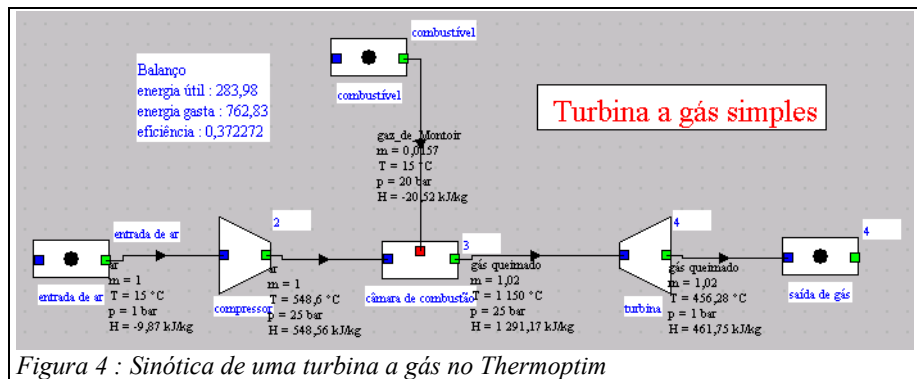 combustível
combustível
Balanço
energia útil : 283,98
energia gasta : 762,83
eficiência : 0,372272
Turbina a gás simples
gaz_de_Montoir
m = 0,0157
T = 15 °C
p = 20 bar
H = -20,52 kJ/kg
entrada de ar
entrada de ar
ar
m = 1
T = 15 °C
p = 1 bar
H = -9,87 kJ/kg
2
compressor
ar
m = 1
T = 548,6 °C
p = 25 bar
H = 548,56 kJ/kg
3
câmara de combustão
gás queimado
m = 1,02
T = 1 150 °C
p = 25 bar
H = 1 291,17 kJ/kg
4
turbina
gás queimado
m = 1,02
T = 456,28 °C
p = 1 bar
H = 461,75 kJ/kg
4
saída de gás
Figura 4 : Sinótica de uma turbina a gás no Thermoptim